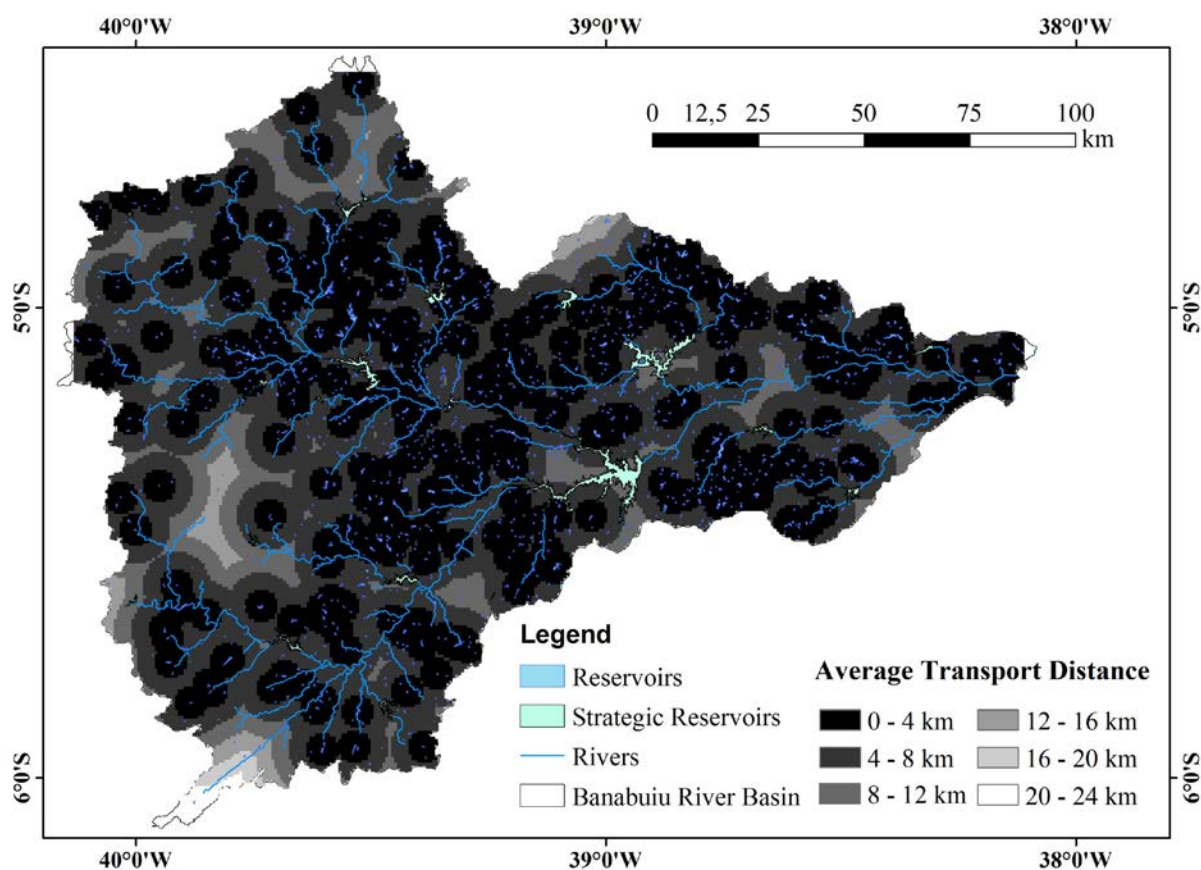 40°0'W 39°0'W 38°0'W
0 12,5 25 50 75 100
km
5°0'S 5°0'S
Legend
Reservoirs
Strategic Reservoirs
Rivers
Banabuiu River Basin
Average Transport Distance
0 - 4 km 12 - 16 km
4 - 8 km 16 - 20 km
8 - 12 km 20 - 24 km
6°0'S 6°0'S
40°0'W 39°0'W 38°0'W